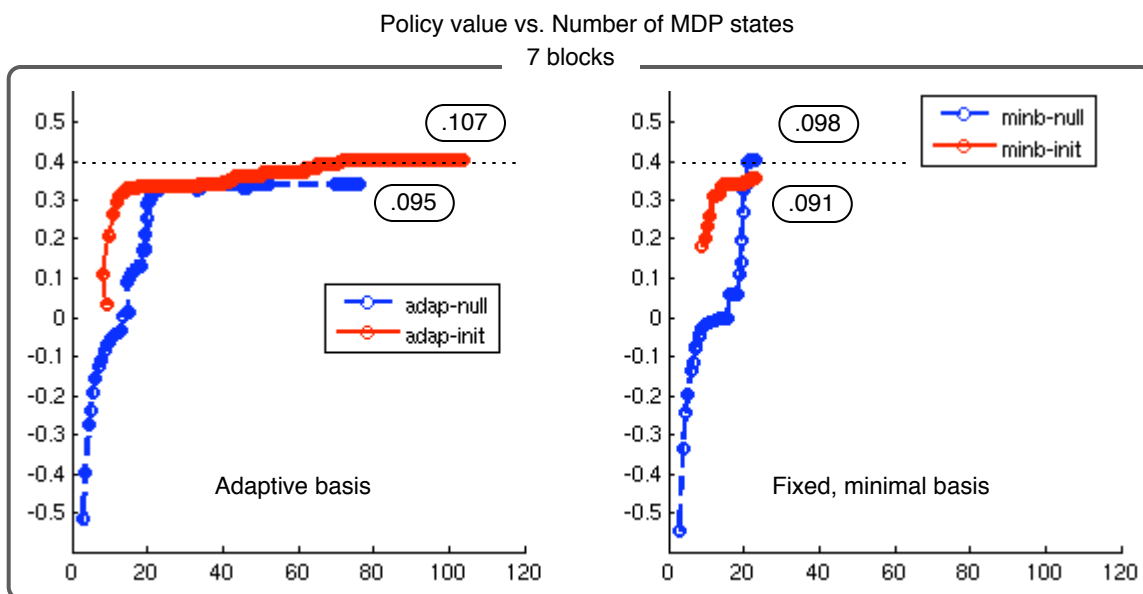 Policy value vs. Number of MDP states
7 blocks
0.5
0.4
0.3
0.2
0.1
0
-0.1
-0.2
-0.3
-0.4
-0.5
.107
.095
adap-null
adap-init
Adaptive basis
0 20 40 60 80 100 120
0.5
0.4
0.3
0.2
0.1
0
-0.1
-0.2
-0.3
-0.4
-0.5
minb-null
minb-init
.098
.091
Fixed, minimal basis
0 20 40 60 80 100 120